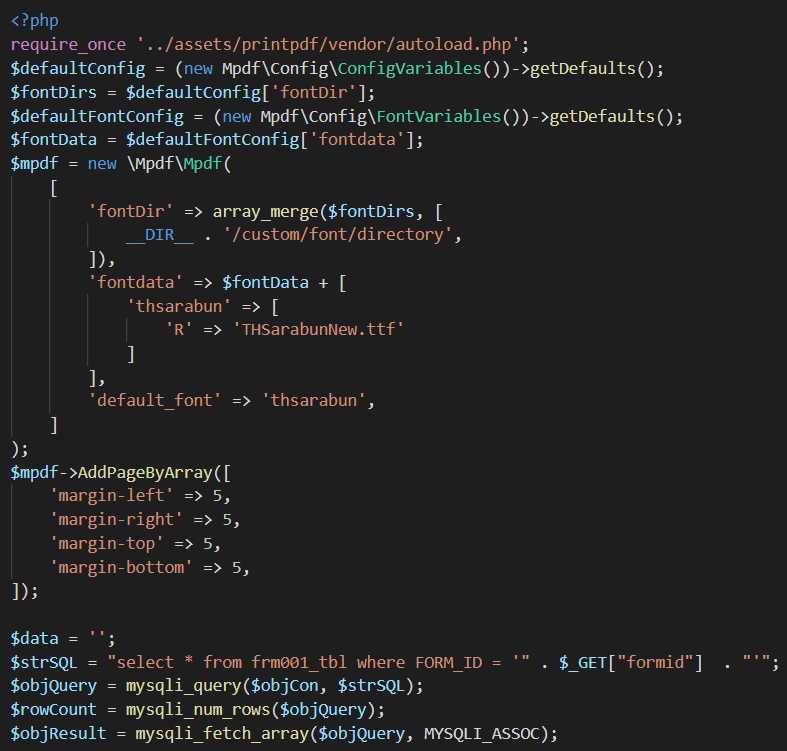 <?php
require_once '../assets/printpdf/vendor/autoload.php';
$defaultConfig = (new Mpdf\Config\ConfigVariables())->getDefaults();
$fontDirs = $defaultConfig['fontDir'];
$defaultFontConfig = (new Mpdf\Config\FontVariables())->getDefaults();
$fontData = $defaultFontConfig['fontdata'];
$mpdf = new \Mpdf\Mpdf(
    [
        'fontDir' => array_merge($fontDirs, [
            __DIR__ . '/custom/font/directory',
        ]),
        'fontdata' => $fontData + [
            'thsarabun' => [
                'R' => 'THSarabunNew.ttf'
            ]
        ],
        'default_font' => 'thsarabun',
    ]
);
$mpdf->AddPageByArray([
    'margin-left' => 5,
    'margin-right' => 5,
    'margin-top' => 5,
    'margin-bottom' => 5,
]);

$data = '';
$strSQL = "select * from frm001_tbl where FORM_ID = '" . $_GET["formid"]  . "'";
$objQuery = mysqli_query($objCon, $strSQL);
$rowCount = mysqli_num_rows($objQuery);
$objResult = mysqli_fetch_array($objQuery, MYSQLI_ASSOC);